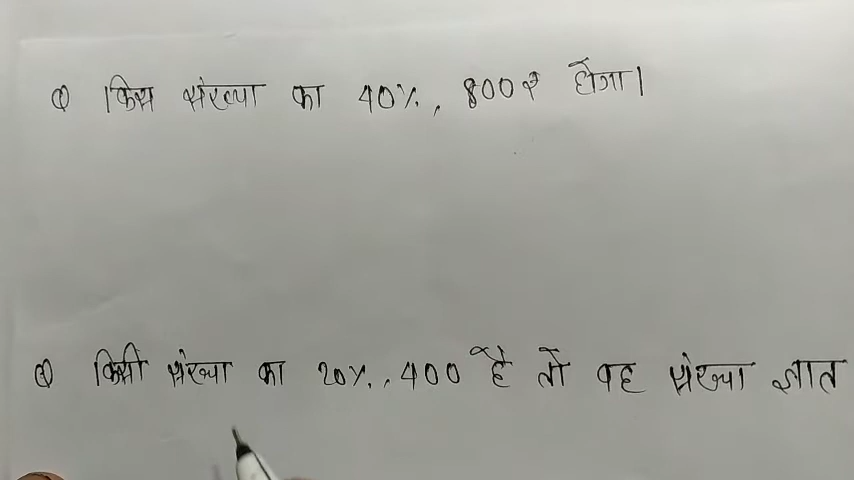 Q किस संख्या का 40%, 800₹ होगा।
Q किसी संख्या का 20%, 400 है तो वह संख्या ज्ञात